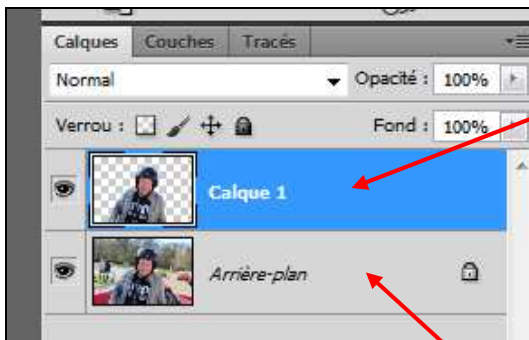 Calques Couches Tracés
Normal Opacité : 100%
Verrou : Fond : 100%
Calque 1
Arrière-plan